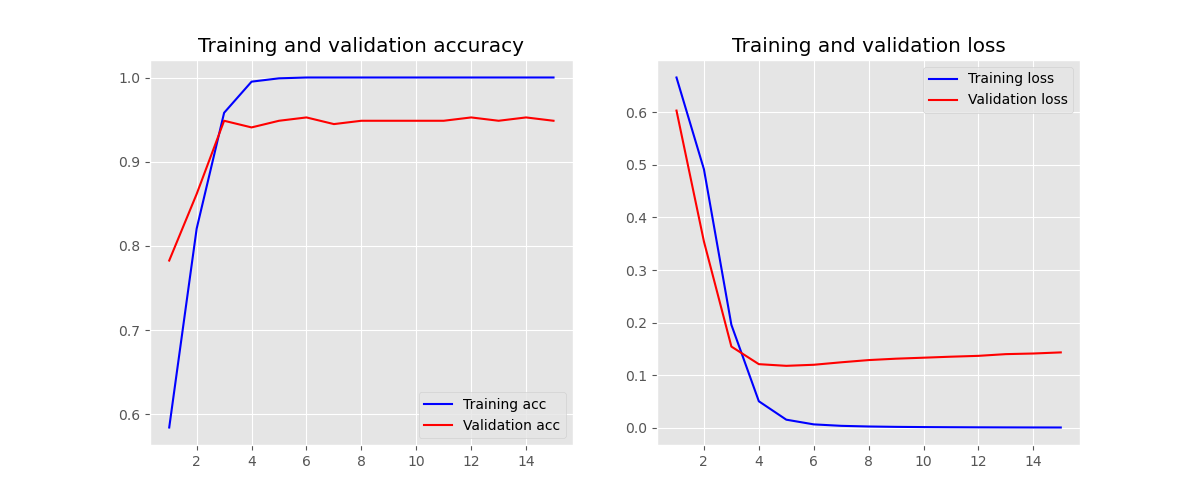 Training and validation accuracy
1.0
0.9
0.8
0.7
0.6
Training acc
Validation acc
2 4 6 8 10 12 14
Training and validation loss
Training loss
Validation loss
0.6
0.5
0.4
0.3
0.2
0.1
0.0
2 4 6 8 10 12 14